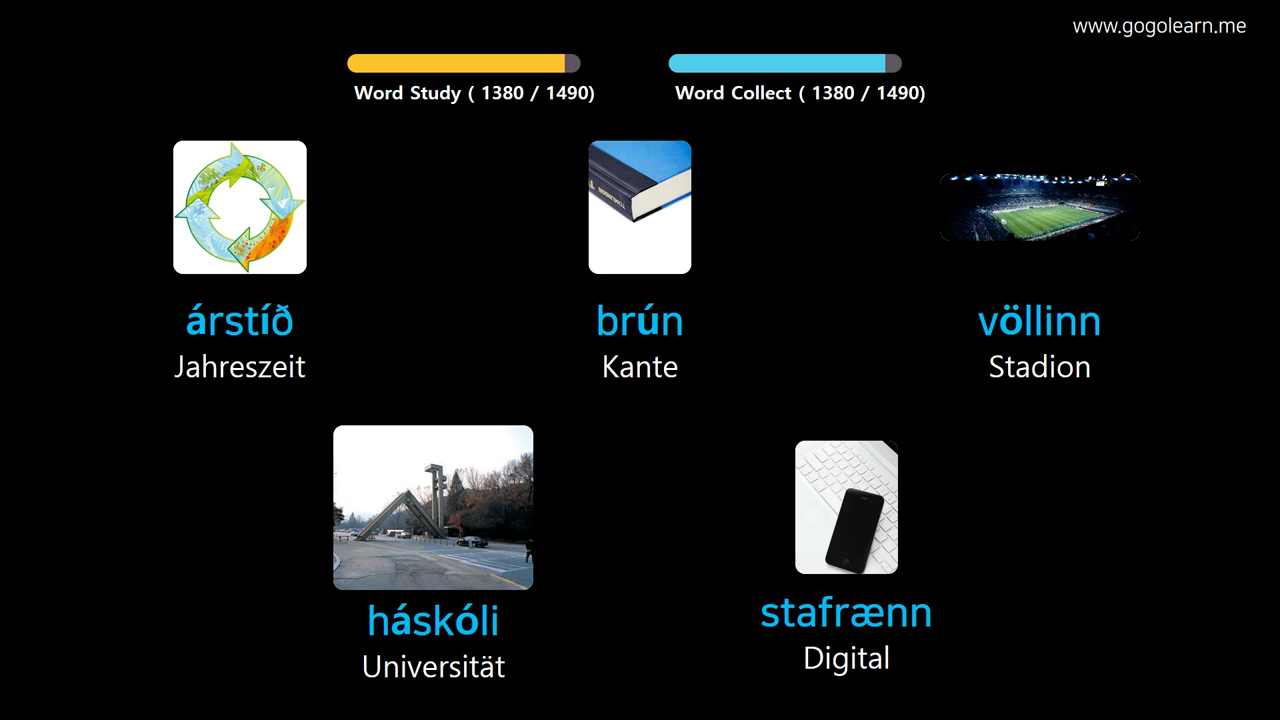 www.gogolearn.me
Word Study ( 1380 / 1490)
Word Collect ( 1380 / 1490)
árstíð
Jahreszeit
brún
Kante
völlinn
Stadion
háskóli
Universität
stafrænn
Digital